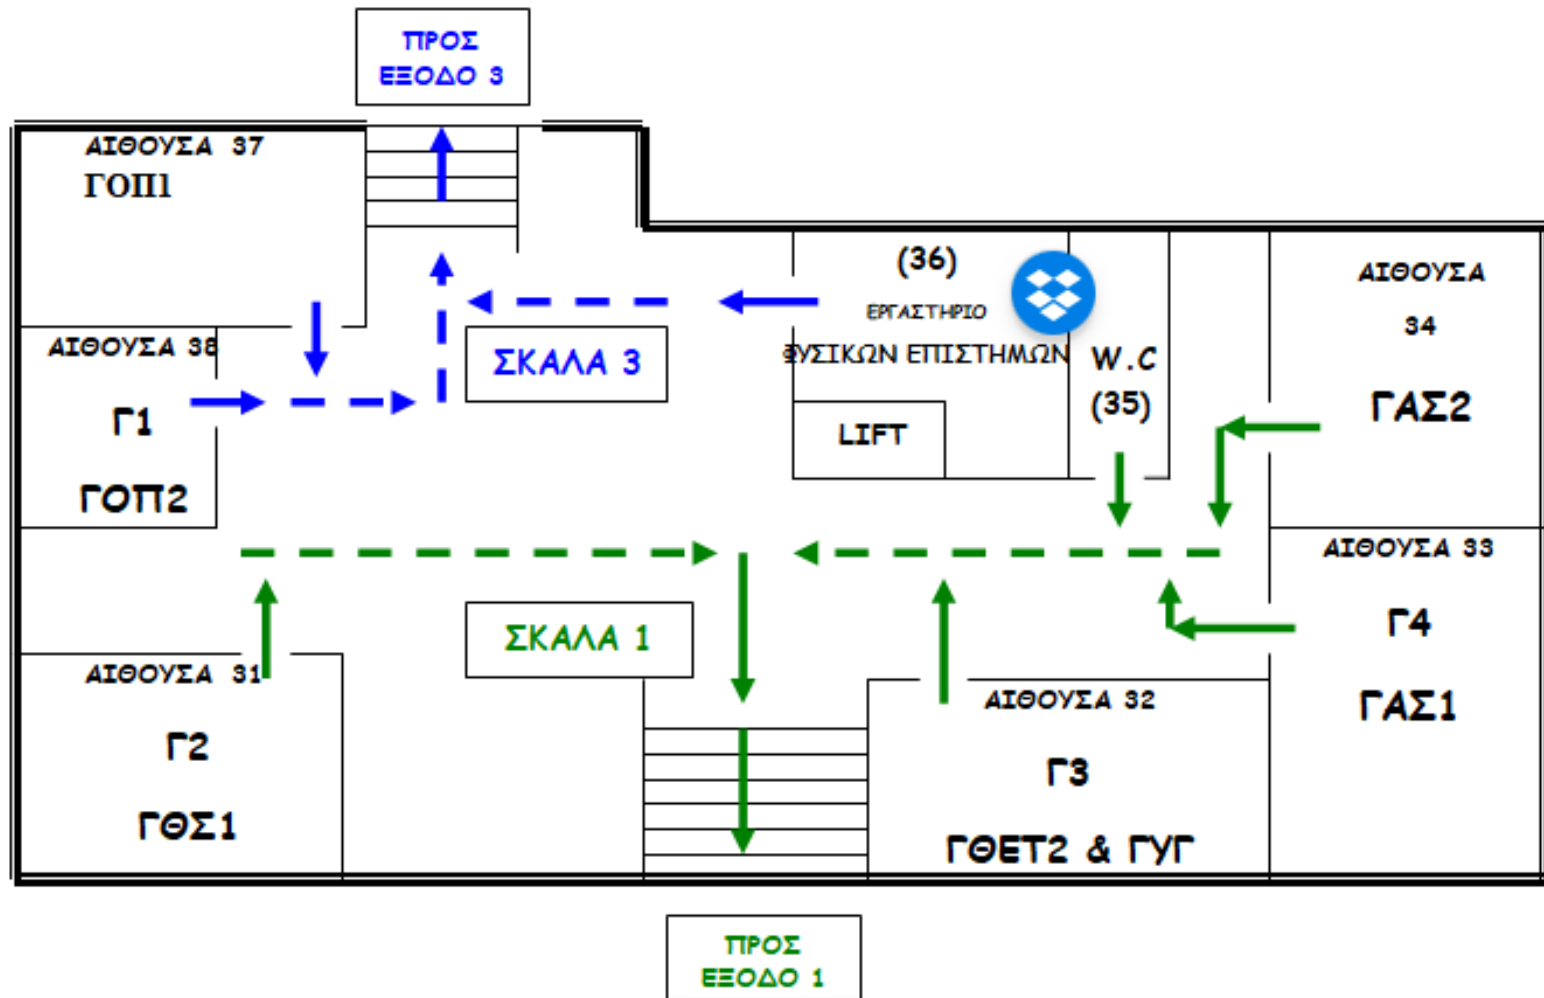 ΠΡΟΣ
ΕΞΟΔΟ 3
ΑΙΘΟΥΣΑ 37
ΓΟΠ1
(36)
ΕΡΓΑΣΤΗΡΙΟ
ΦΥΣΙΚΩΝ ΕΠΙΣΤΗΜΩΝ
ΑΙΘΟΥΣΑ
34
ΓΑΣ2
ΑΙΘΟΥΣΑ 38
Γ1
ΓΟΠ2
ΣΚΑΛΑ 3
W.C
(35)
LIFT
ΑΙΘΟΥΣΑ 33
Γ4
ΓΑΣ1
ΣΚΑΛΑ 1
ΑΙΘΟΥΣΑ 31
Γ2
ΓΘΣ1
ΑΙΘΟΥΣΑ 32
Γ3
ΓΘΕΤ2 & ΓΥΓ
ΠΡΟΣ
ΕΞΟΔΟ 1